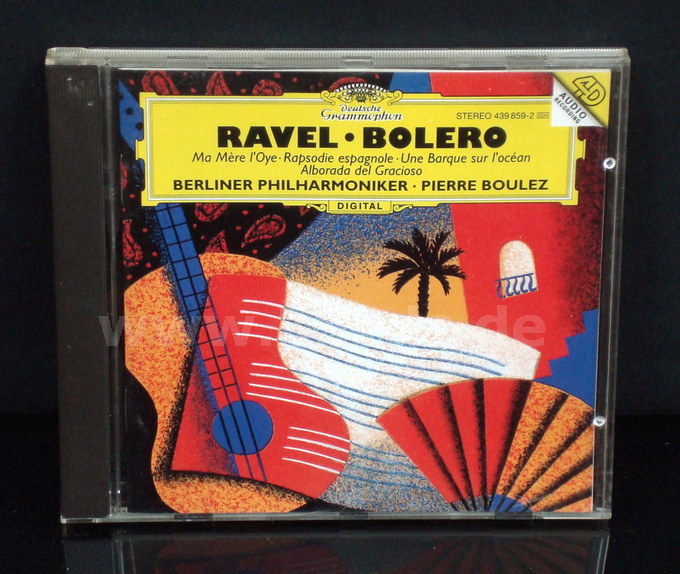 Deutsche
Grammophon
STEREO 439 859-2
4D
AUDIO
RECORDING
RAVEL · BOLERO
Ma Mère l'Oye · Rapsodie espagnole · Une Barque sur l'océan
Alborada del Gracioso
BERLINER PHILHARMONIKER · PIERRE BOULEZ
DIGITAL